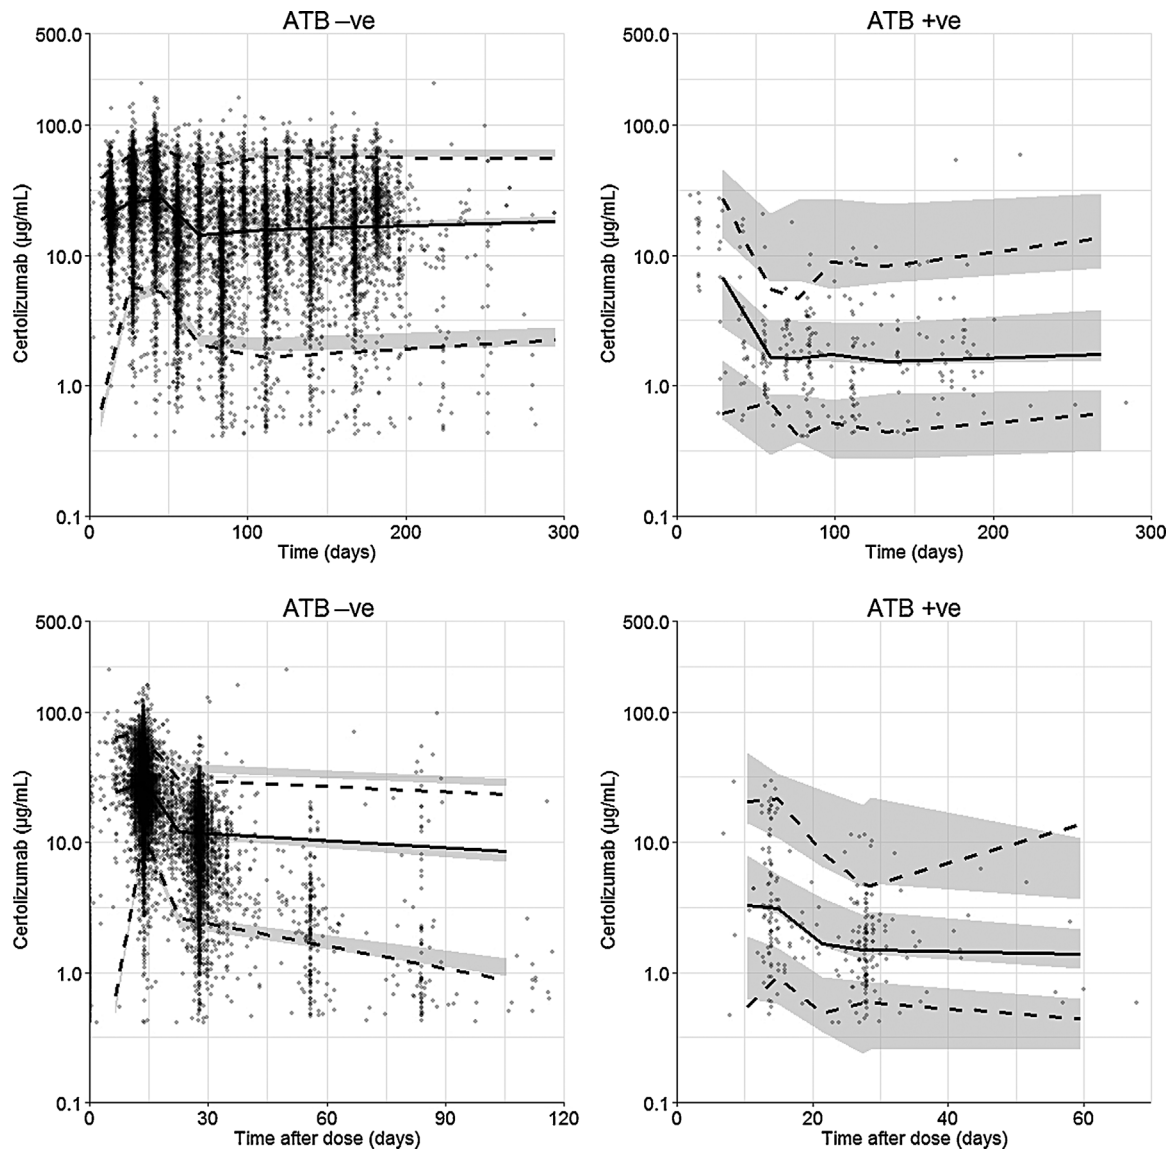 ATB –ve
500.0
100.0
10.0
1.0
0.1
Certolizumab (µg/mL)
0 100 200 300
Time (days)
ATB +ve
500.0
100.0
10.0
1.0
0.1
Certolizumab (µg/mL)
0 100 200 300
Time (days)
ATB –ve
500.0
100.0
10.0
1.0
0.1
Certolizumab (µg/mL)
0 30 60 90 120
Time after dose (days)
ATB +ve
500.0
100.0
10.0
1.0
0.1
Certolizumab (µg/mL)
0 20 40 60
Time after dose (days)